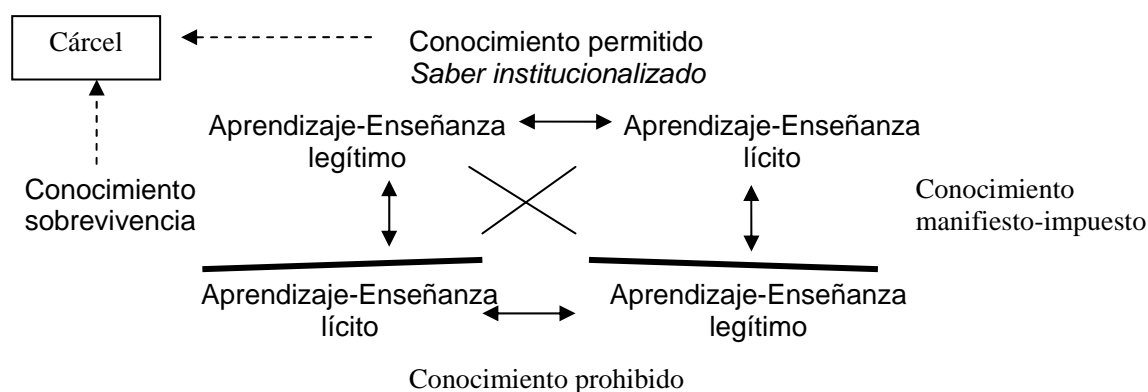 Cárcel
Conocimiento permitido
Saber institucionalizado
Aprendizaje-Enseñanza
legítimo
Aprendizaje-Enseñanza
lícito
Conocimiento
sobrevivencia
Conocimiento
manifiesto-impuesto
Aprendizaje-Enseñanza
lícito
Aprendizaje-Enseñanza
legítimo
Conocimiento prohibido